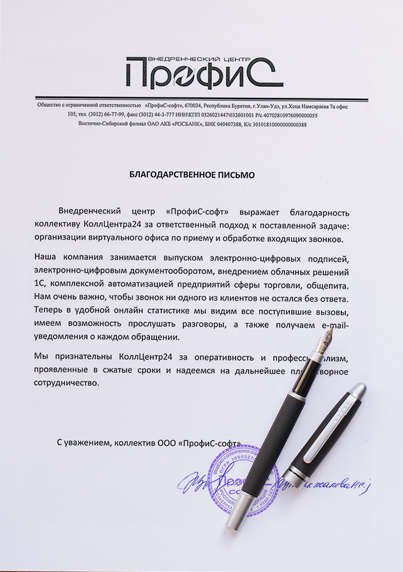 ВНЕДРЕНЧЕСКИЙ ЦЕНТР
ПрофиС
Общество с ограниченной ответственностью «ПрофиС-софт», 670034, Республика Бурятия, г.Улан-Удэ, ул.Хоца Намсараева 7а офис
105, тел. (3012) 66-77-99, факс (3012) 44-3-777 ИНН\КПП 0326021447\032601001 Р/с 40702810976090000055
Восточно-Сибирский филиал ОАО АКБ «РОСБАНК», БИК 040407388, К/с 30101810000000000388
БЛАГОДАРСТВЕННОЕ ПИСЬМО
Внедренческий центр «ПрофиС-софт» выражает благодарность
коллективу КоллЦентра24 за ответственный подход к поставленной задаче:
организации виртуального офиса по приему и обработке входящих звонков.
Наша компания занимается выпуском электронно-цифровых подписей,
электронно-цифровым документооборотом, внедрением облачных решений
1С, комплексной автоматизацией предприятий сферы торговли, общепита.
Нам очень важно, чтобы звонок ни одного из клиентов не остался без ответа.
Теперь в удобной онлайн статистике мы видим все поступившие вызовы,
имеем возможность прослушать разговоры, а также получаем e-mail-
уведомления о каждом обращении.
Мы признательны КоллЦентр24 за оперативность и профессионализм,
проявленные в сжатые сроки и надеемся на дальнейшее плодотворное
сотрудничество.
С уважением, коллектив ООО «ПрофиС-софт».